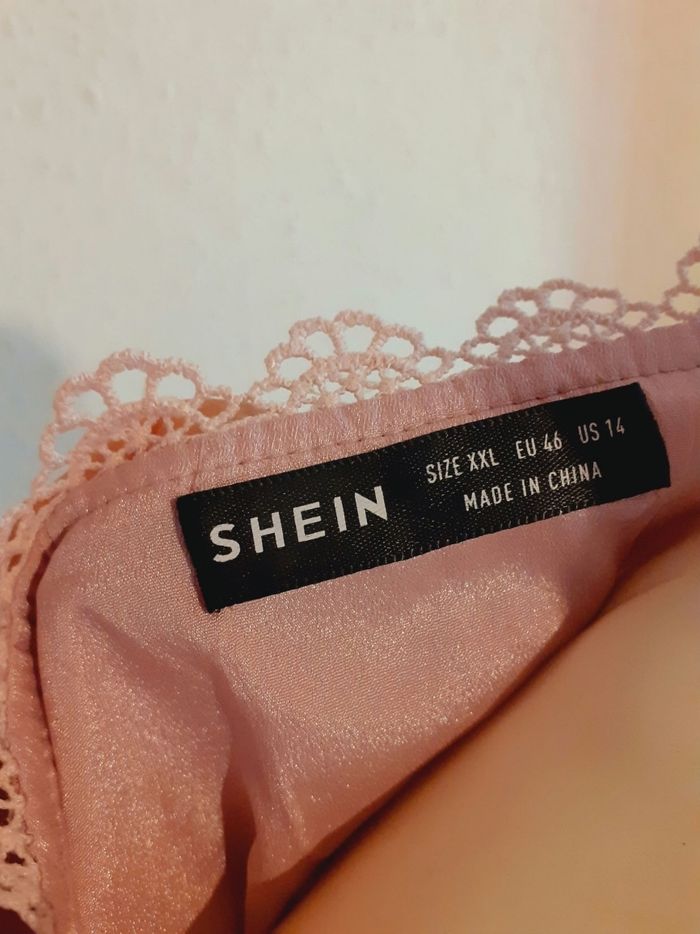 SHEIN
SIZE XXL EU 46 US 14
MADE IN CHINA